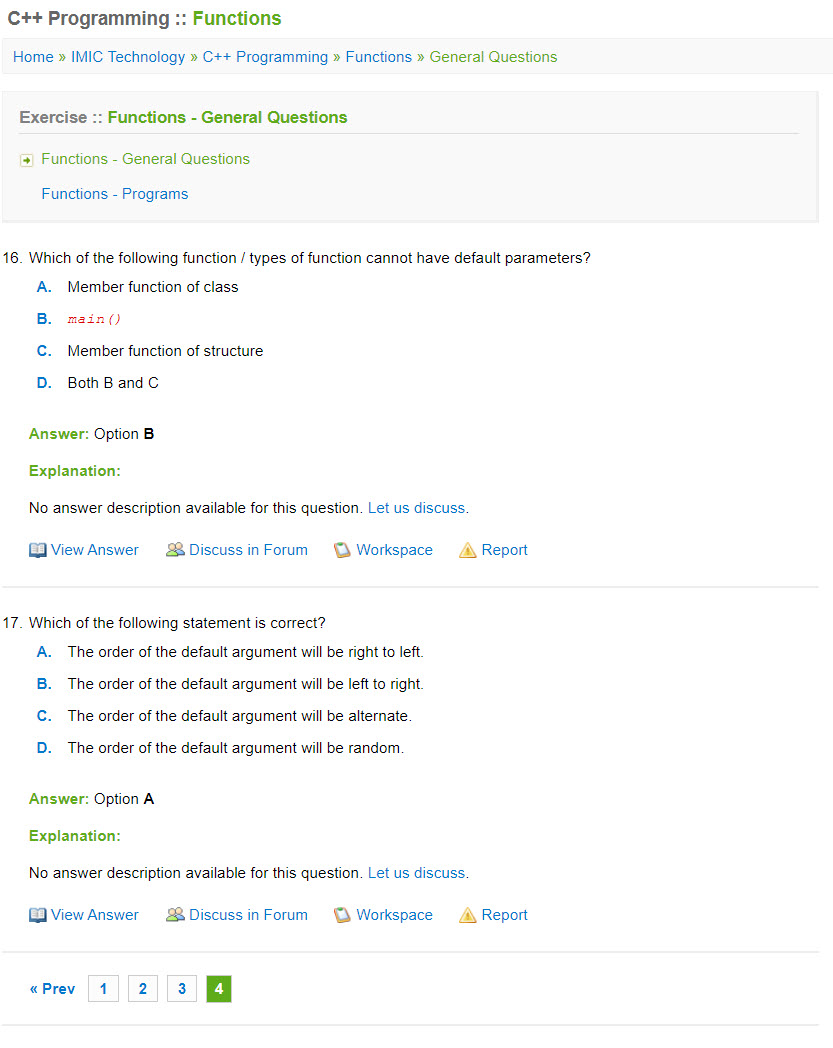 C++ Programming :: Functions
Home » IMIC Technology » C++ Programming » Functions » General Questions
Exercise :: Functions - General Questions
Functions - General Questions
Functions - Programs
16. Which of the following function / types of function cannot have default parameters?
A. Member function of class
B. main()
C. Member function of structure
D. Both B and C
Answer: Option B
Explanation:
No answer description available for this question. Let us discuss.
View Answer Discuss in Forum Workspace Report
17. Which of the following statement is correct?
A. The order of the default argument will be right to left.
B. The order of the default argument will be left to right.
C. The order of the default argument will be alternate.
D. The order of the default argument will be random.
Answer: Option A
Explanation:
No answer description available for this question. Let us discuss.
View Answer Discuss in Forum Workspace Report
« Prev 1 2 3 4